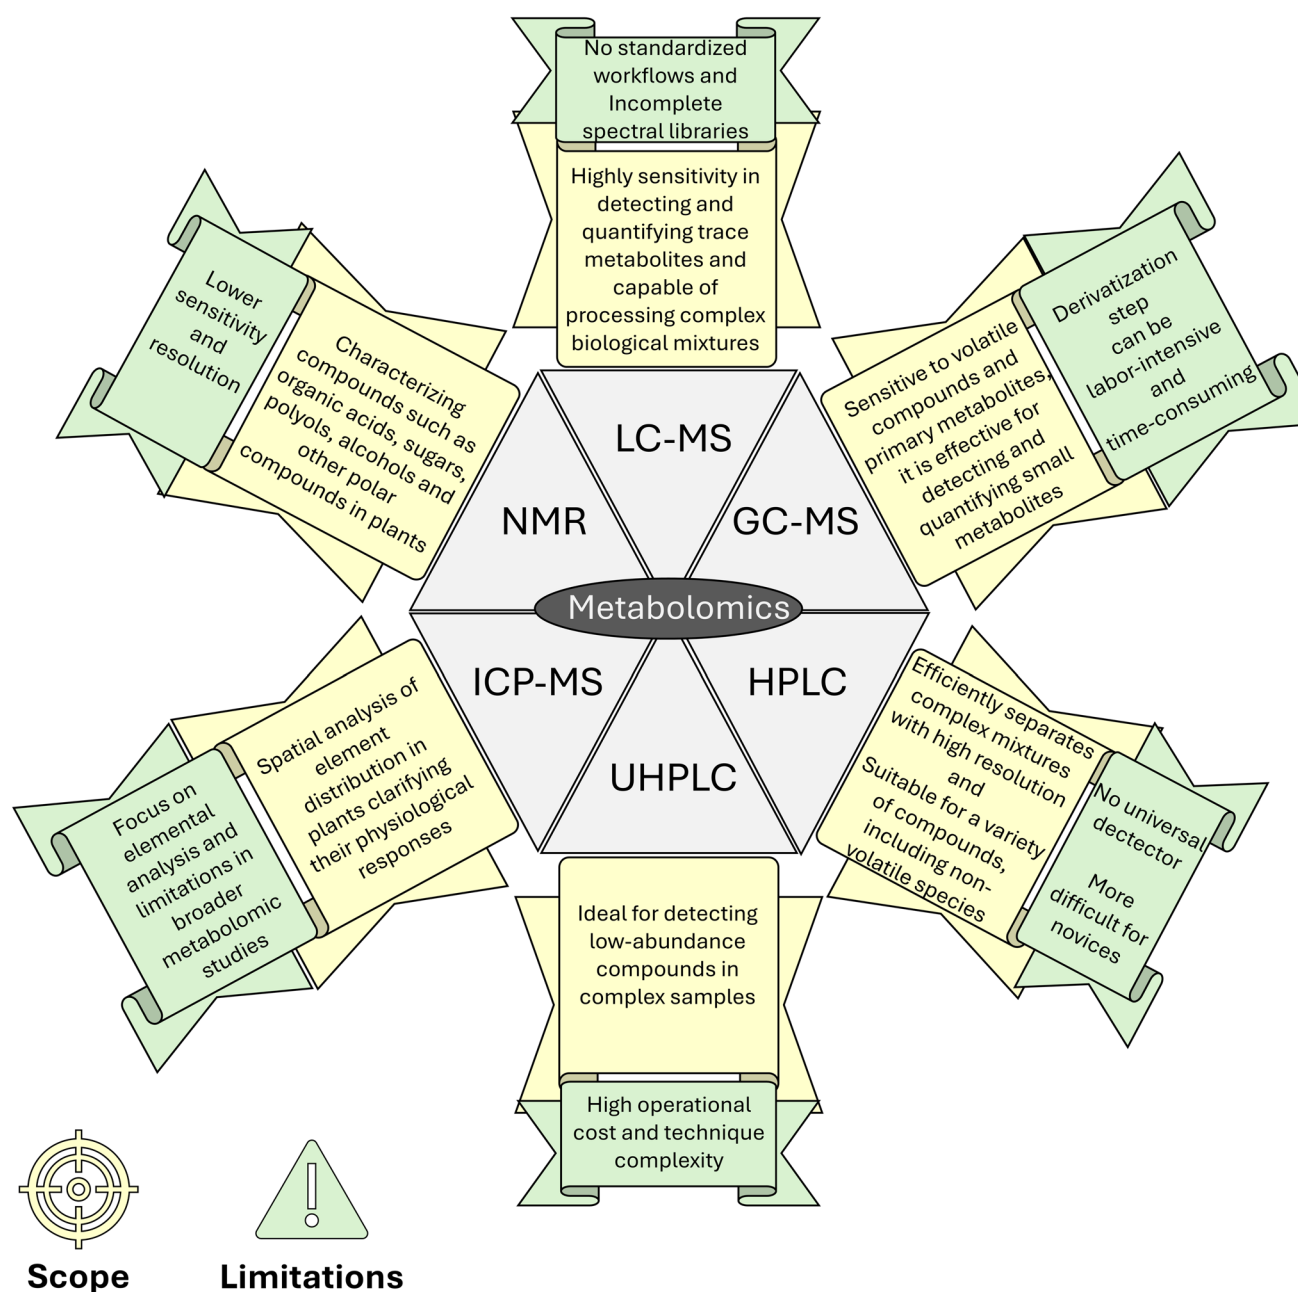 No standardized
workflows and
Incomplete
spectral libraries
Highly sensitivity in
detecting and
quantifying trace
metabolites and
capable of
processing complex
biological mixtures
Derivatization
step
can be
labor-intensive
and
time-consuming
Sensitive to volatile
compounds and
primary metabolites,
it is effective for
detecting and
quantifying small
metabolites
Lower
sensitivity
and
resolution
Characterizing
compounds such as
organic acids, sugars,
polyols, alcohols and
other polar
compounds in plants
LC-MS
NMR
GC-MS
Metabolomics
ICP-MS
HPLC
UHPLC
Efficiently separates
complex mixtures
with high resolution
and
Suitable for a variety
of compounds,
including non-
volatile species
No universal
dectector
More
difficult for
novices
Spatial analysis of
element
distribution in
plants clarifying
their physiological
responses
Focus on
elemental
analysis and
limitations in
broader
metabolomic
studies
Ideal for detecting
low-abundance
compounds in
complex samples
High operational
cost and technique
complexity
Scope
Limitations